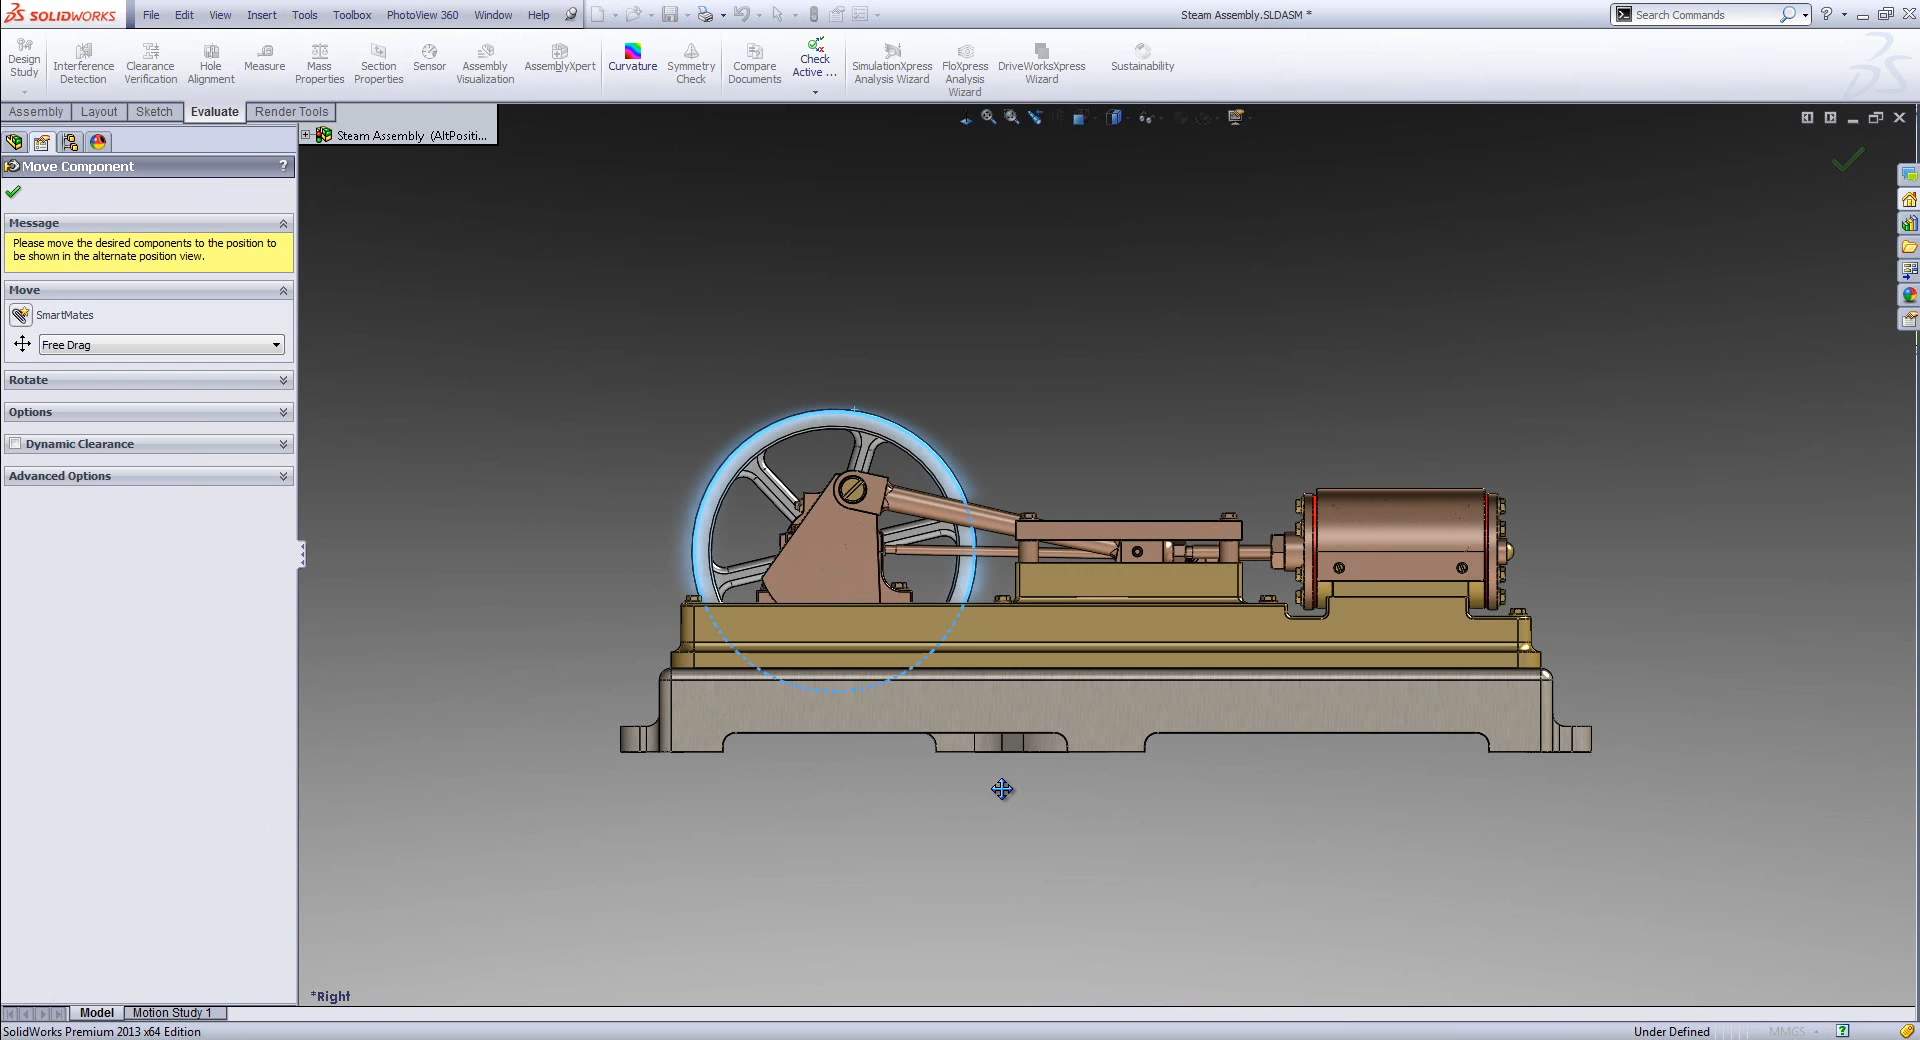 SOLIDWORKS File Edit View Insert Tools Toolbox PhotoView 360 Window Help Steam Assembly.SLDASM * Search Commands ?
Design Study
Interference Detection
Clearance Verification
Hole Alignment
Measure
Mass Properties
Section Properties
Sensor
Assembly Visualization
AssemblyXpert
Curvature
Symmetry Check
Compare Documents
Check Active ...
SimulationXpress Analysis Wizard
FloXpress Analysis Wizard
DriveWorksXpress Wizard
Sustainability
Assembly Layout Sketch Evaluate Render Tools
Steam Assembly (AltPositi...
Move Component ?
Message
Please move the desired components to the position to
be shown in the alternate position view.
Move
SmartMates
Free Drag
Rotate
Options
Dynamic Clearance
Advanced Options
*Right
Model Motion Study 1
SolidWorks Premium 2013 x64 Edition Under Defined MMGS ?